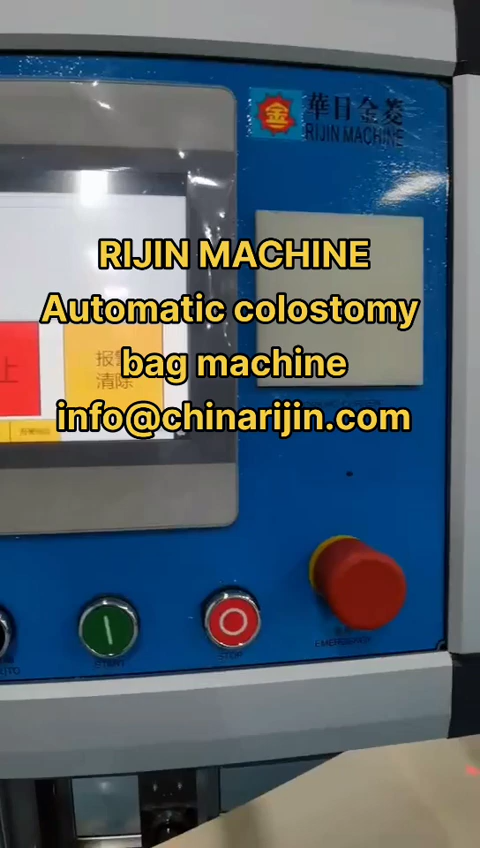 金
華日金菱
RIJIN MACHINE
RIJIN MACHINE
Automatic colostomy
bag machine
info@chinarijin.com
上
报警
清除
START
STOP
EMERGENCY